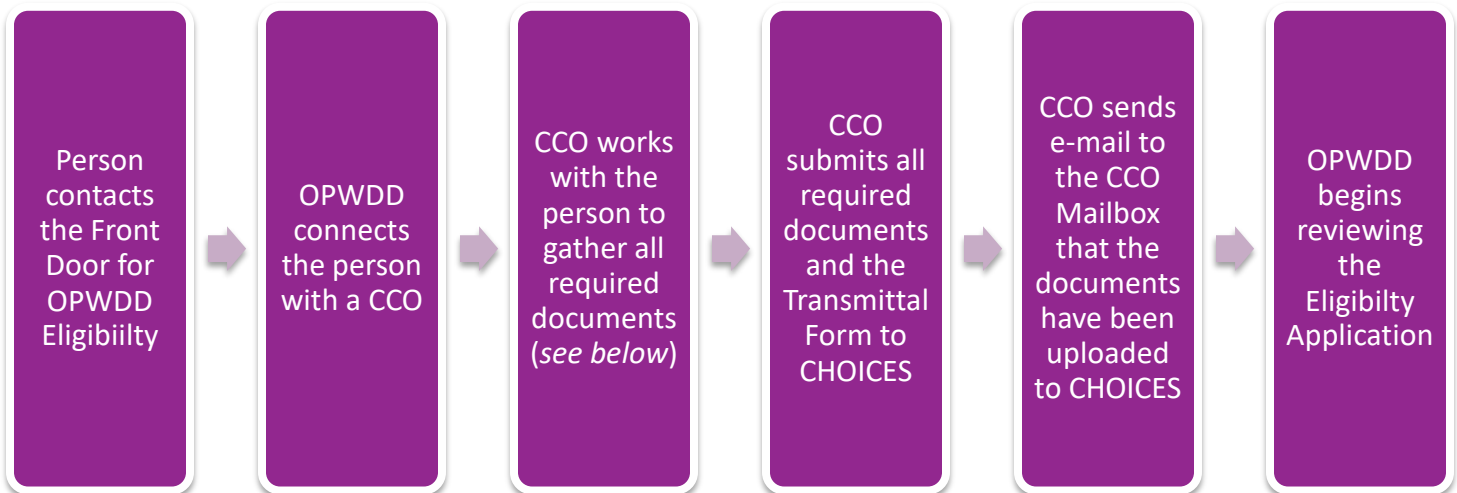 Person
contacts
the Front
Door for
OPWDD
Eligibiilty
OPWDD
connects
the person
with a CCO
CCO works
with the
person to
gather all
required
documents
(see below)
CCO
submits all
required
documents
and the
Transmittal
Form to
CHOICES
CCO sends
e-mail to
the CCO
Mailbox
that the
documents
have been
uploaded
to CHOICES
OPWDD
begins
reviewing
the
Eligibilty
Application